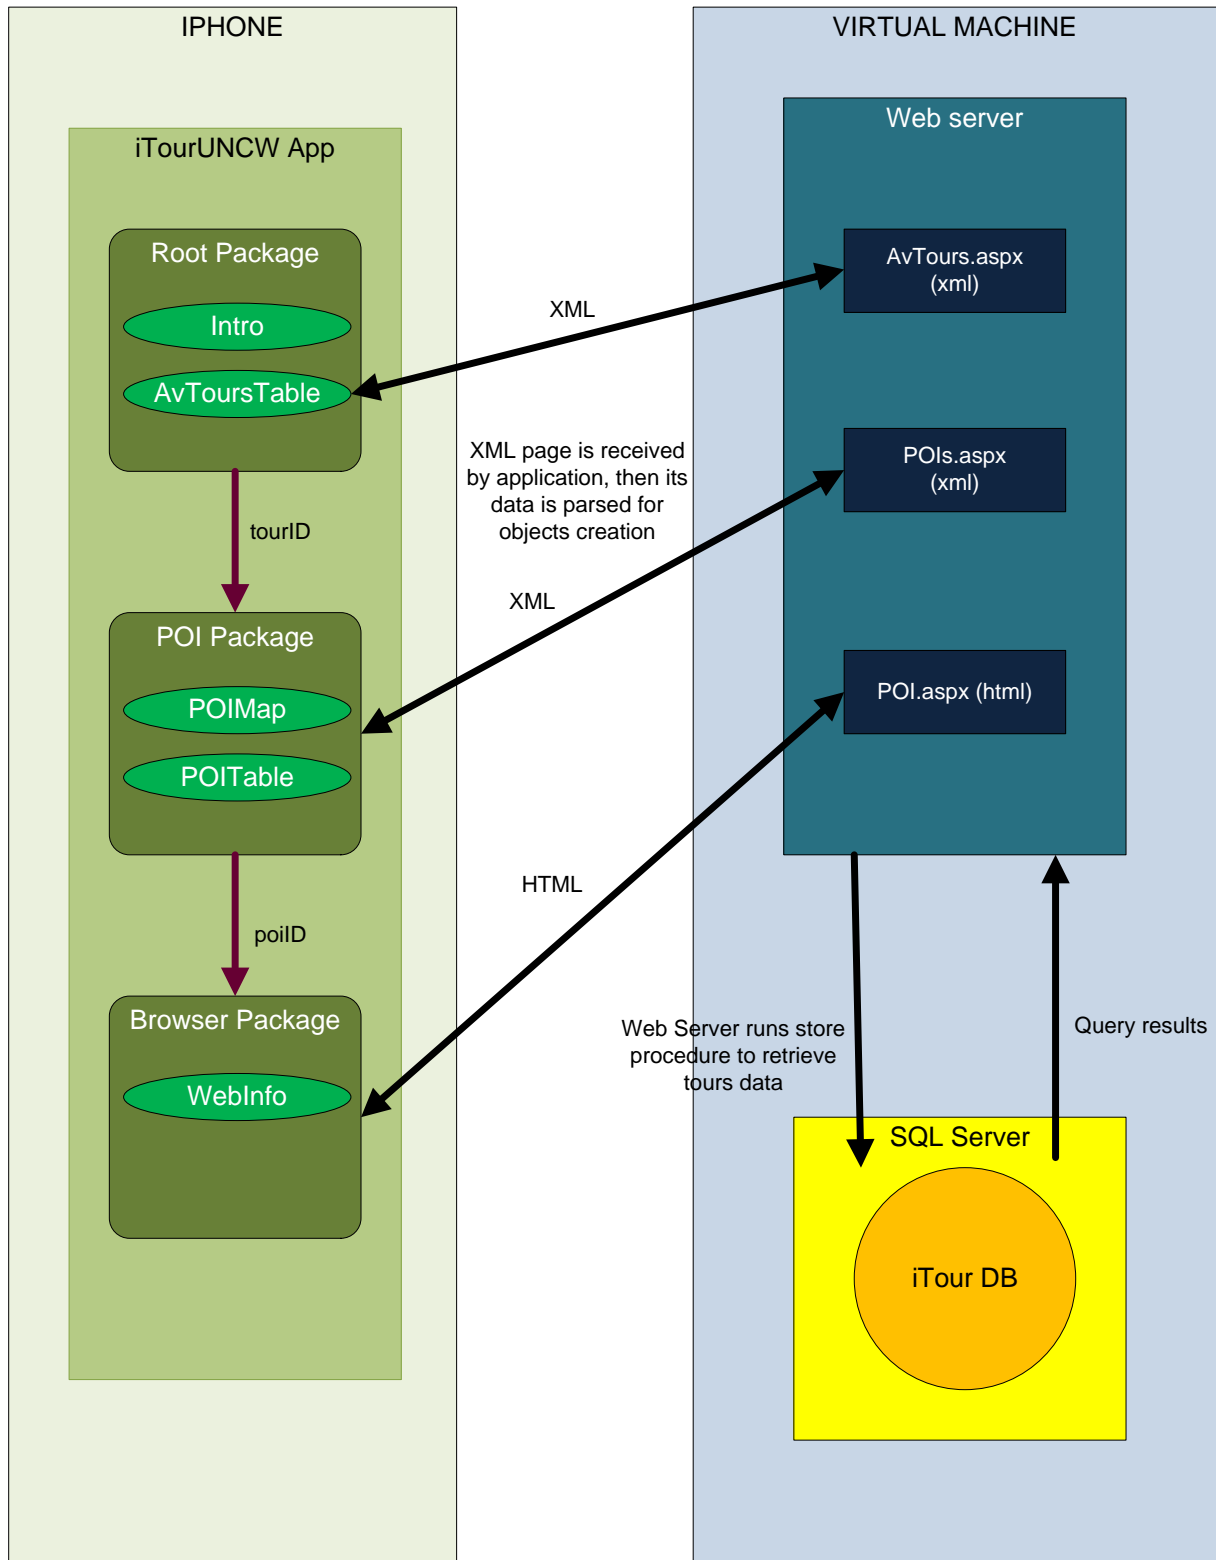 IPHONE
VIRTUAL MACHINE
iTourUNCW App
Web server
Root Package
Intro
AvToursTable
XML
AvTours.aspx
(xml)
XML page is received
by application, then its
data is parsed for
objects creation
POIs.aspx
(xml)
tourID
XML
POI Package
POIMap
POITable
POI.aspx (html)
HTML
poiID
Browser Package
WebInfo
Web Server runs store
procedure to retrieve
tours data
Query results
SQL Server
iTour DB